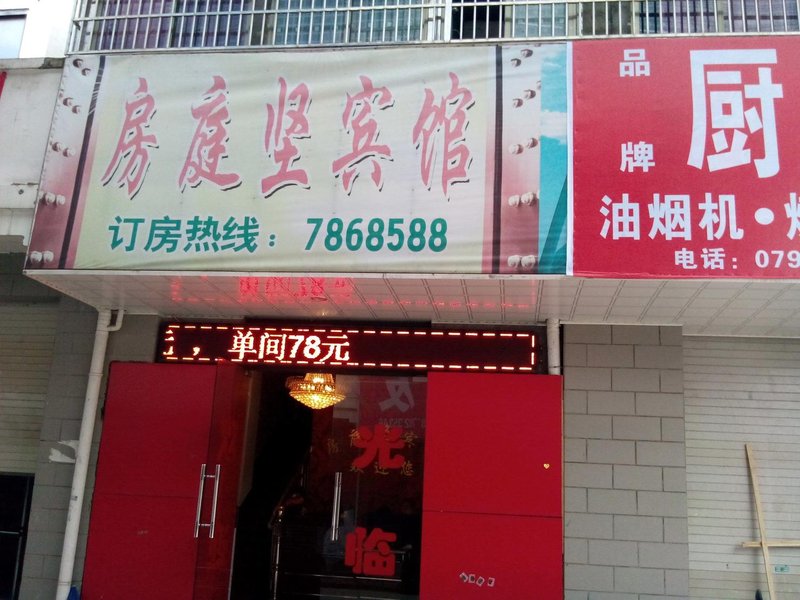 房庭坚宾馆
订房热线：7868588
品牌
厨
油烟机·
电话：079
，单间78元
光临